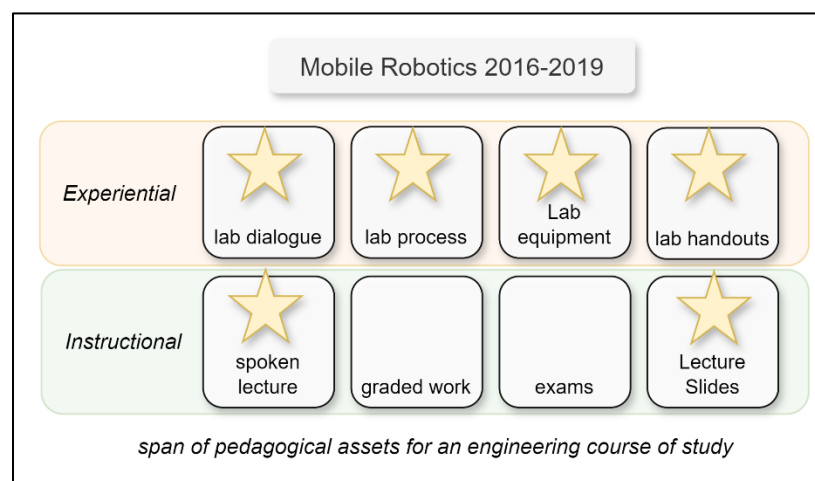 Mobile Robotics 2016-2019
Experiential
lab dialogue
lab process
Lab
equipment
lab handouts
Instructional
spoken
lecture
graded work
exams
Lecture
Slides
span of pedagogical assets for an engineering course of study